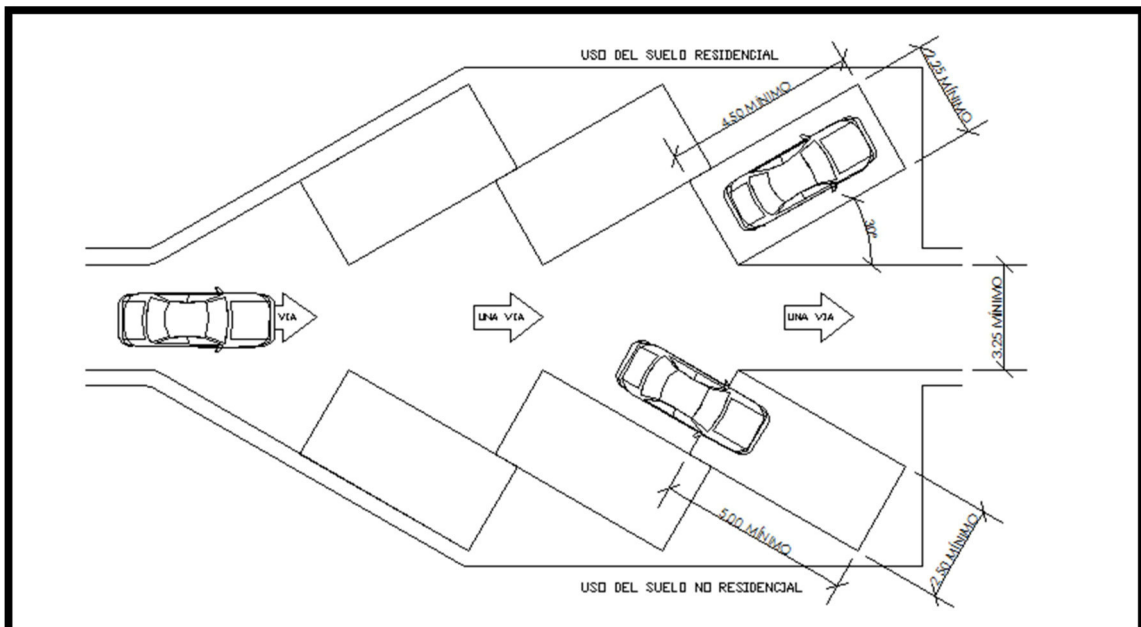 USO DEL SUELO RESIDENCIAL
4.50 MÍNIMO
2.25 MÍNIMO
30°
VIA
UNA VIA
UNA VIA
3.25 MÍNIMO
5.00 MÍNIMO
2.50 MÍNIMO
USO DEL SUELO NO RESIDENCIAL